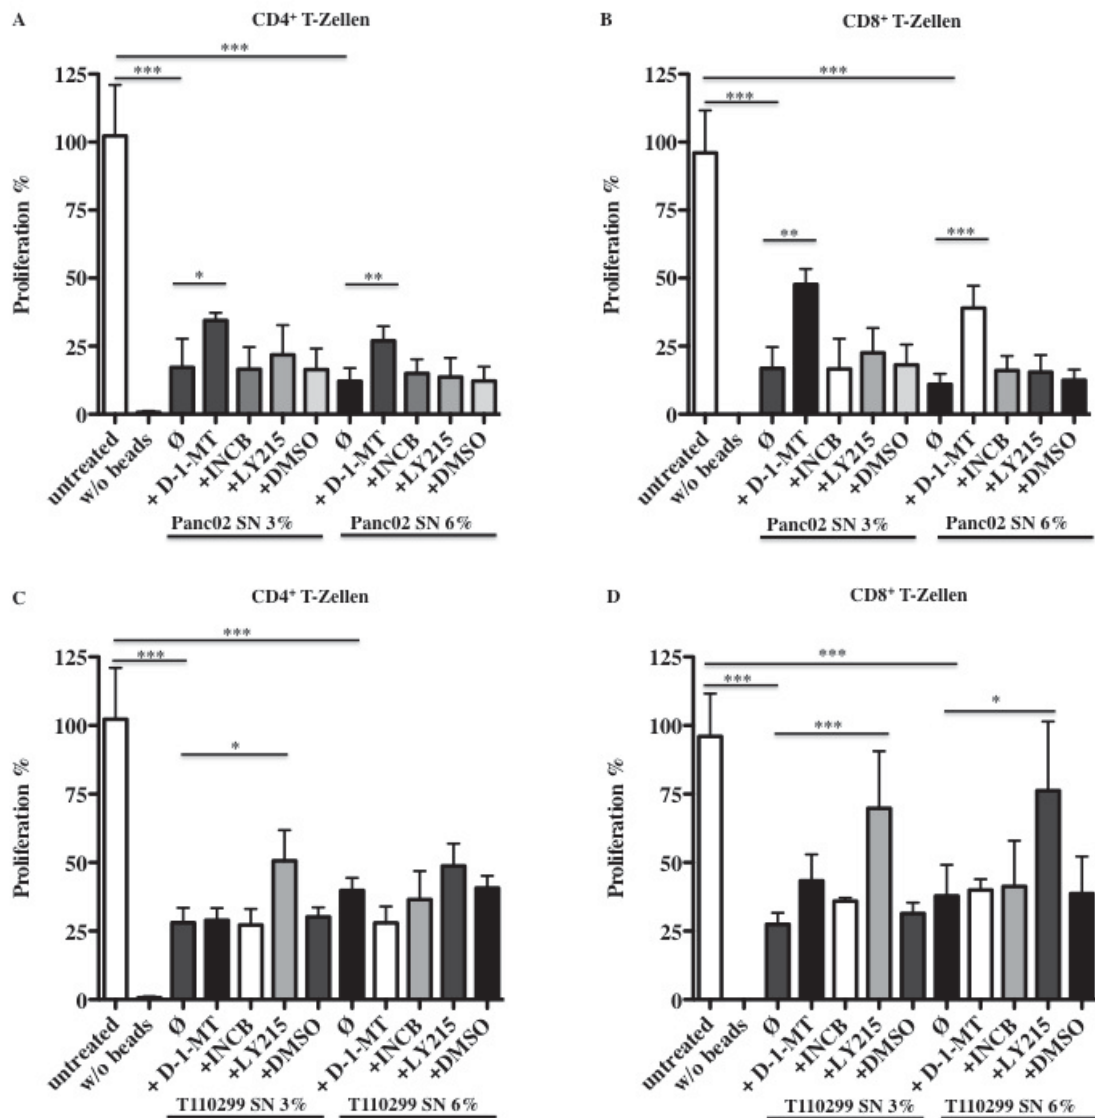 A
CD4⁺ T-Zellen
***
***
*
**
125
100
75
50
25
0
Proliferation %
untreated
w/o beads
Ø
+ D-1-MT
+INCB
+LY215
+DMSO
Ø
+ D-1-MT
+INCB
+LY215
+DMSO
Panc02 SN 3%
Panc02 SN 6%
B
CD8⁺ T-Zellen
***
***
**
***
125
100
75
50
25
0
Proliferation %
untreated
w/o beads
Ø
+ D-1-MT
+INCB
+LY215
+DMSO
Ø
+ D-1-MT
+INCB
+LY215
+DMSO
Panc02 SN 3%
Panc02 SN 6%
C
CD4⁺ T-Zellen
***
***
*
125
100
75
50
25
0
Proliferation %
untreated
w/o beads
Ø
+ D-1-MT
+INCB
+LY215
+DMSO
Ø
+ D-1-MT
+INCB
+LY215
+DMSO
T110299 SN 3%
T110299 SN 6%
D
CD8⁺ T-Zellen
***
***
***
*
125
100
75
50
25
0
Proliferation %
untreated
w/o beads
Ø
+ D-1-MT
+INCB
+LY215
+DMSO
Ø
+ D-1-MT
+INCB
+LY215
+DMSO
T110299 SN 3%
T110299 SN 6%